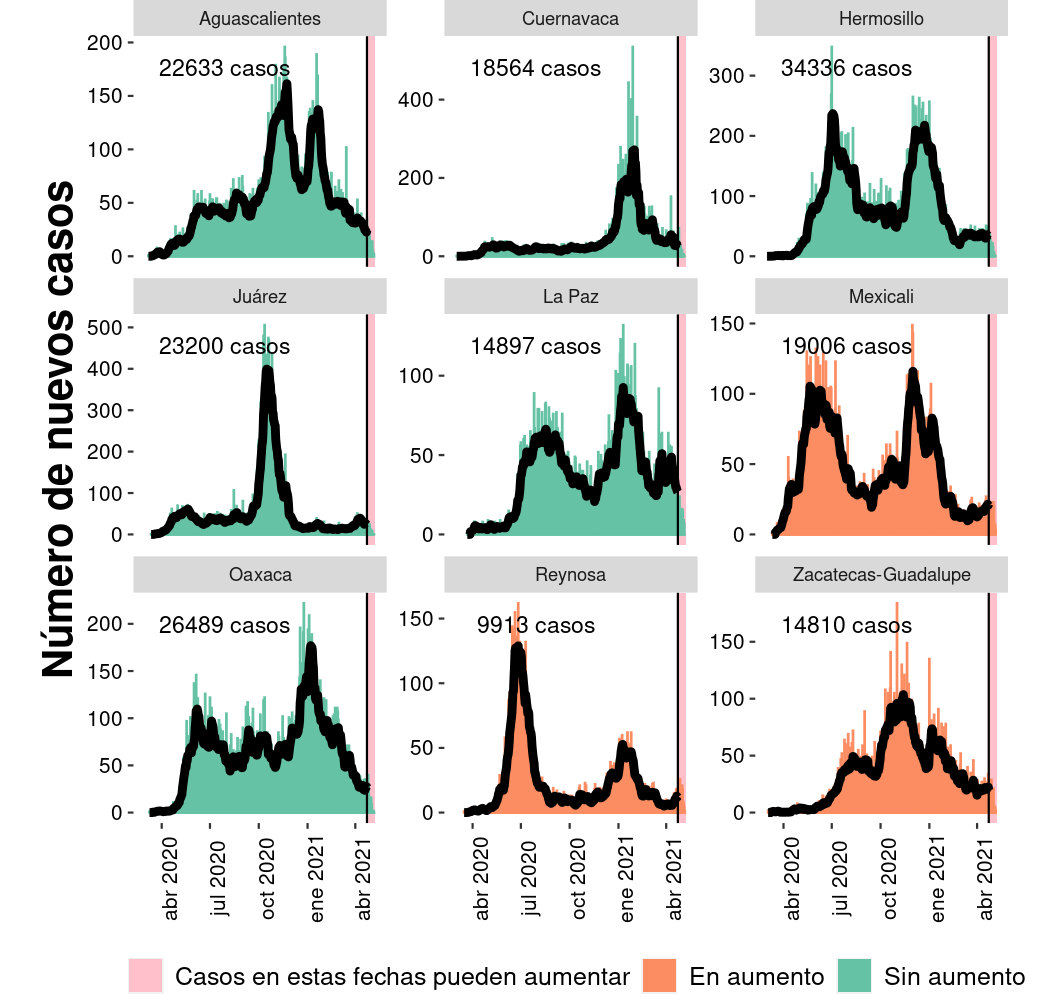 Número de nuevos casos
Aguascalientes
22633 casos
200
150
100
50
0
Cuernavaca
18564 casos
400
200
0
Hermosillo
34336 casos
300
200
100
0
Juárez
23200 casos
500
400
300
200
100
0
La Paz
14897 casos
100
50
0
Mexicali
19006 casos
150
100
50
0
Oaxaca
26489 casos
200
150
100
50
0
Reynosa
9913 casos
150
100
50
0
Zacatecas-Guadalupe
14810 casos
150
100
50
0
abr 2020
jul 2020
oct 2020
ene 2021
abr 2021
abr 2020
jul 2020
oct 2020
ene 2021
abr 2021
abr 2020
jul 2020
oct 2020
ene 2021
abr 2021
Casos en estas fechas pueden aumentar
En aumento
Sin aumento